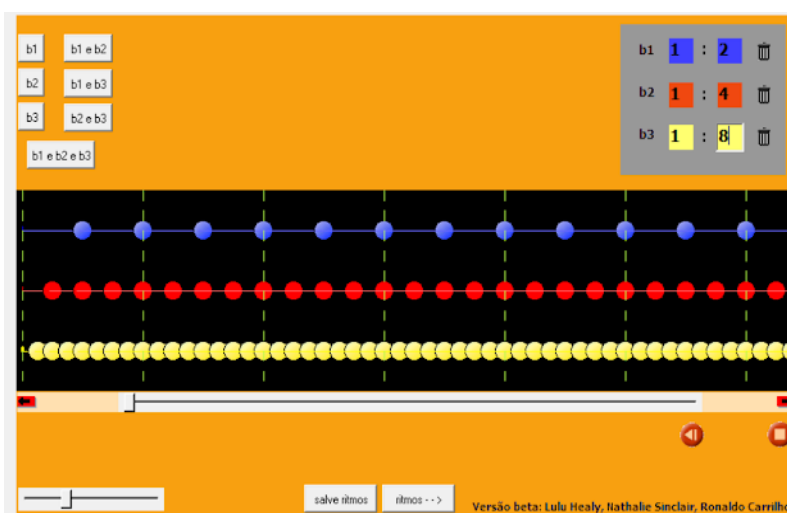 b1 b1 e b2
b2 b1 e b3
b3 b2 e b3
b1 e b2 e b3
b1 1 : 2
b2 1 : 4
b3 1 : 8
salve ritmos ritmos - - >
Versão beta: Lulu Healy, Nathalie Sinclair, Ronaldo Carrilho